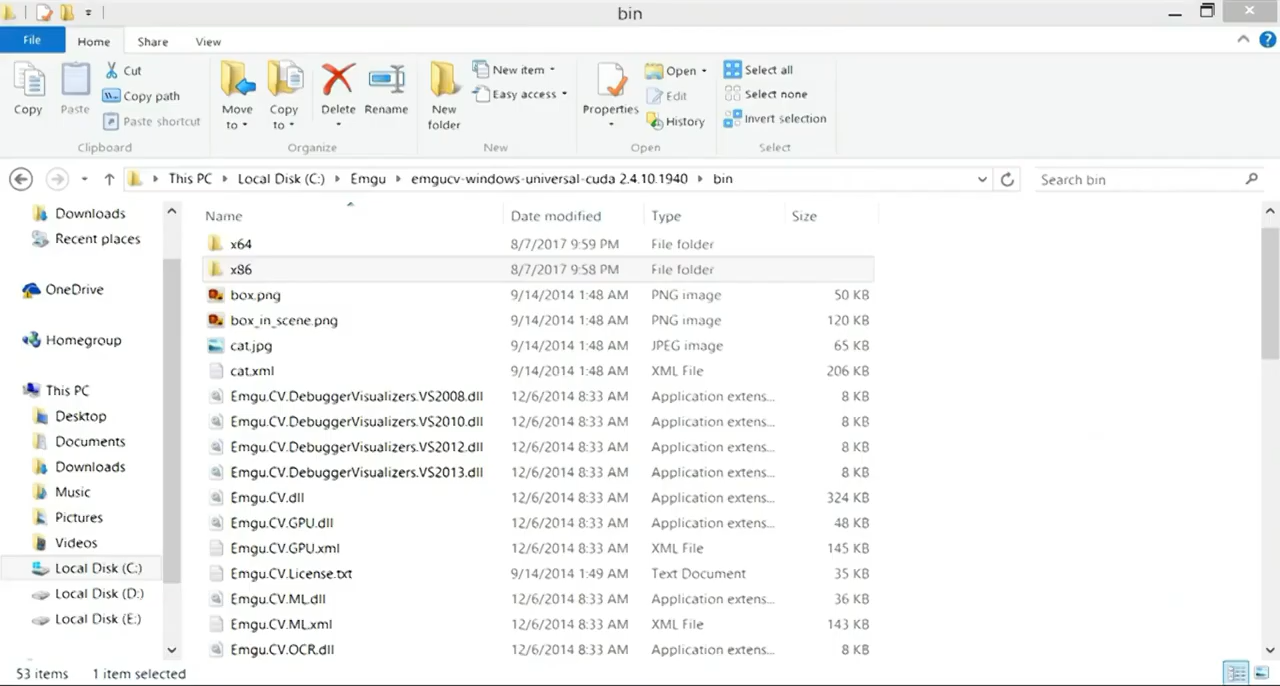 bin
File Home Share View
Copy
Paste
Cut
Copy path
Paste shortcut
Clipboard
Move to
Copy to
Delete
Rename
Organize
New folder
New item
Easy access
New
Properties
Open
Edit
History
Open
Select all
Select none
Invert selection
Select
This PC Local Disk (C:) Emgu emgucv-windows-universal-cuda 2.4.10.1940 bin
Search bin
Downloads
Recent places
OneDrive
Homegroup
This PC
Desktop
Documents
Downloads
Music
Pictures
Videos
Local Disk (C:)
Local Disk (D:)
Local Disk (E:)
Name Date modified Type Size
x64 8/7/2017 9:59 PM File folder
x86 8/7/2017 9:58 PM File folder
box.png 9/14/2014 1:48 AM PNG image 50 KB
box_in_scene.png 9/14/2014 1:48 AM PNG image 120 KB
cat.jpg 9/14/2014 1:48 AM JPEG image 65 KB
cat.xml 9/14/2014 1:48 AM XML File 206 KB
Emgu.CV.DebuggerVisualizers.VS2008.dll 12/6/2014 8:33 AM Application extens... 8 KB
Emgu.CV.DebuggerVisualizers.VS2010.dll 12/6/2014 8:33 AM Application extens... 8 KB
Emgu.CV.DebuggerVisualizers.VS2012.dll 12/6/2014 8:33 AM Application extens... 8 KB
Emgu.CV.DebuggerVisualizers.VS2013.dll 12/6/2014 8:33 AM Application extens... 8 KB
Emgu.CV.dll 12/6/2014 8:33 AM Application extens... 324 KB
Emgu.CV.GPU.dll 12/6/2014 8:33 AM Application extens... 48 KB
Emgu.CV.GPU.xml 12/6/2014 8:33 AM XML File 145 KB
Emgu.CV.License.txt 9/14/2014 1:49 AM Text Document 35 KB
Emgu.CV.ML.dll 12/6/2014 8:33 AM Application extens... 36 KB
Emgu.CV.ML.xml 12/6/2014 8:33 AM XML File 143 KB
Emgu.CV.OCR.dll 12/6/2014 8:33 AM Application extens... 8 KB
53 items 1 item selected